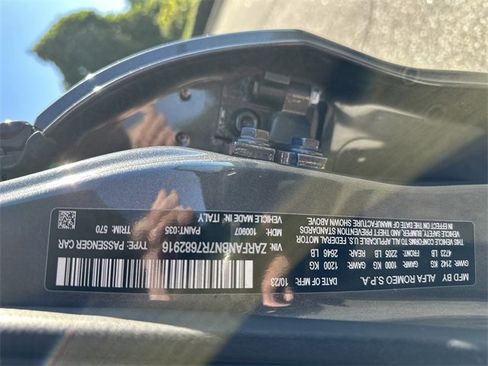 MFD BY: ALFA ROMEO S.P.A.
DATE OF MFR: 10/23
GVWR: 2142 KG 4723 LB
GAWR FRONT: 1000 KG 2205 LB
GAWR REAR: 1200 KG 2646 LB
THIS VEHICLE CONFORMS TO ALL APPLICABLE U.S. FEDERAL MOTOR
VEHICLE SAFETY, BUMPER, AND THEFT PREVENTION STANDARDS
IN EFFECT ON THE DATE OF MANUFACTURE SHOWN ABOVE.
VIN: ZARFANBN7R7682916
TYPE: PASSENGER CAR
MDH: 100907
PAINT: 035
TRIM: 570
VEHICLE MADE IN: ITALY